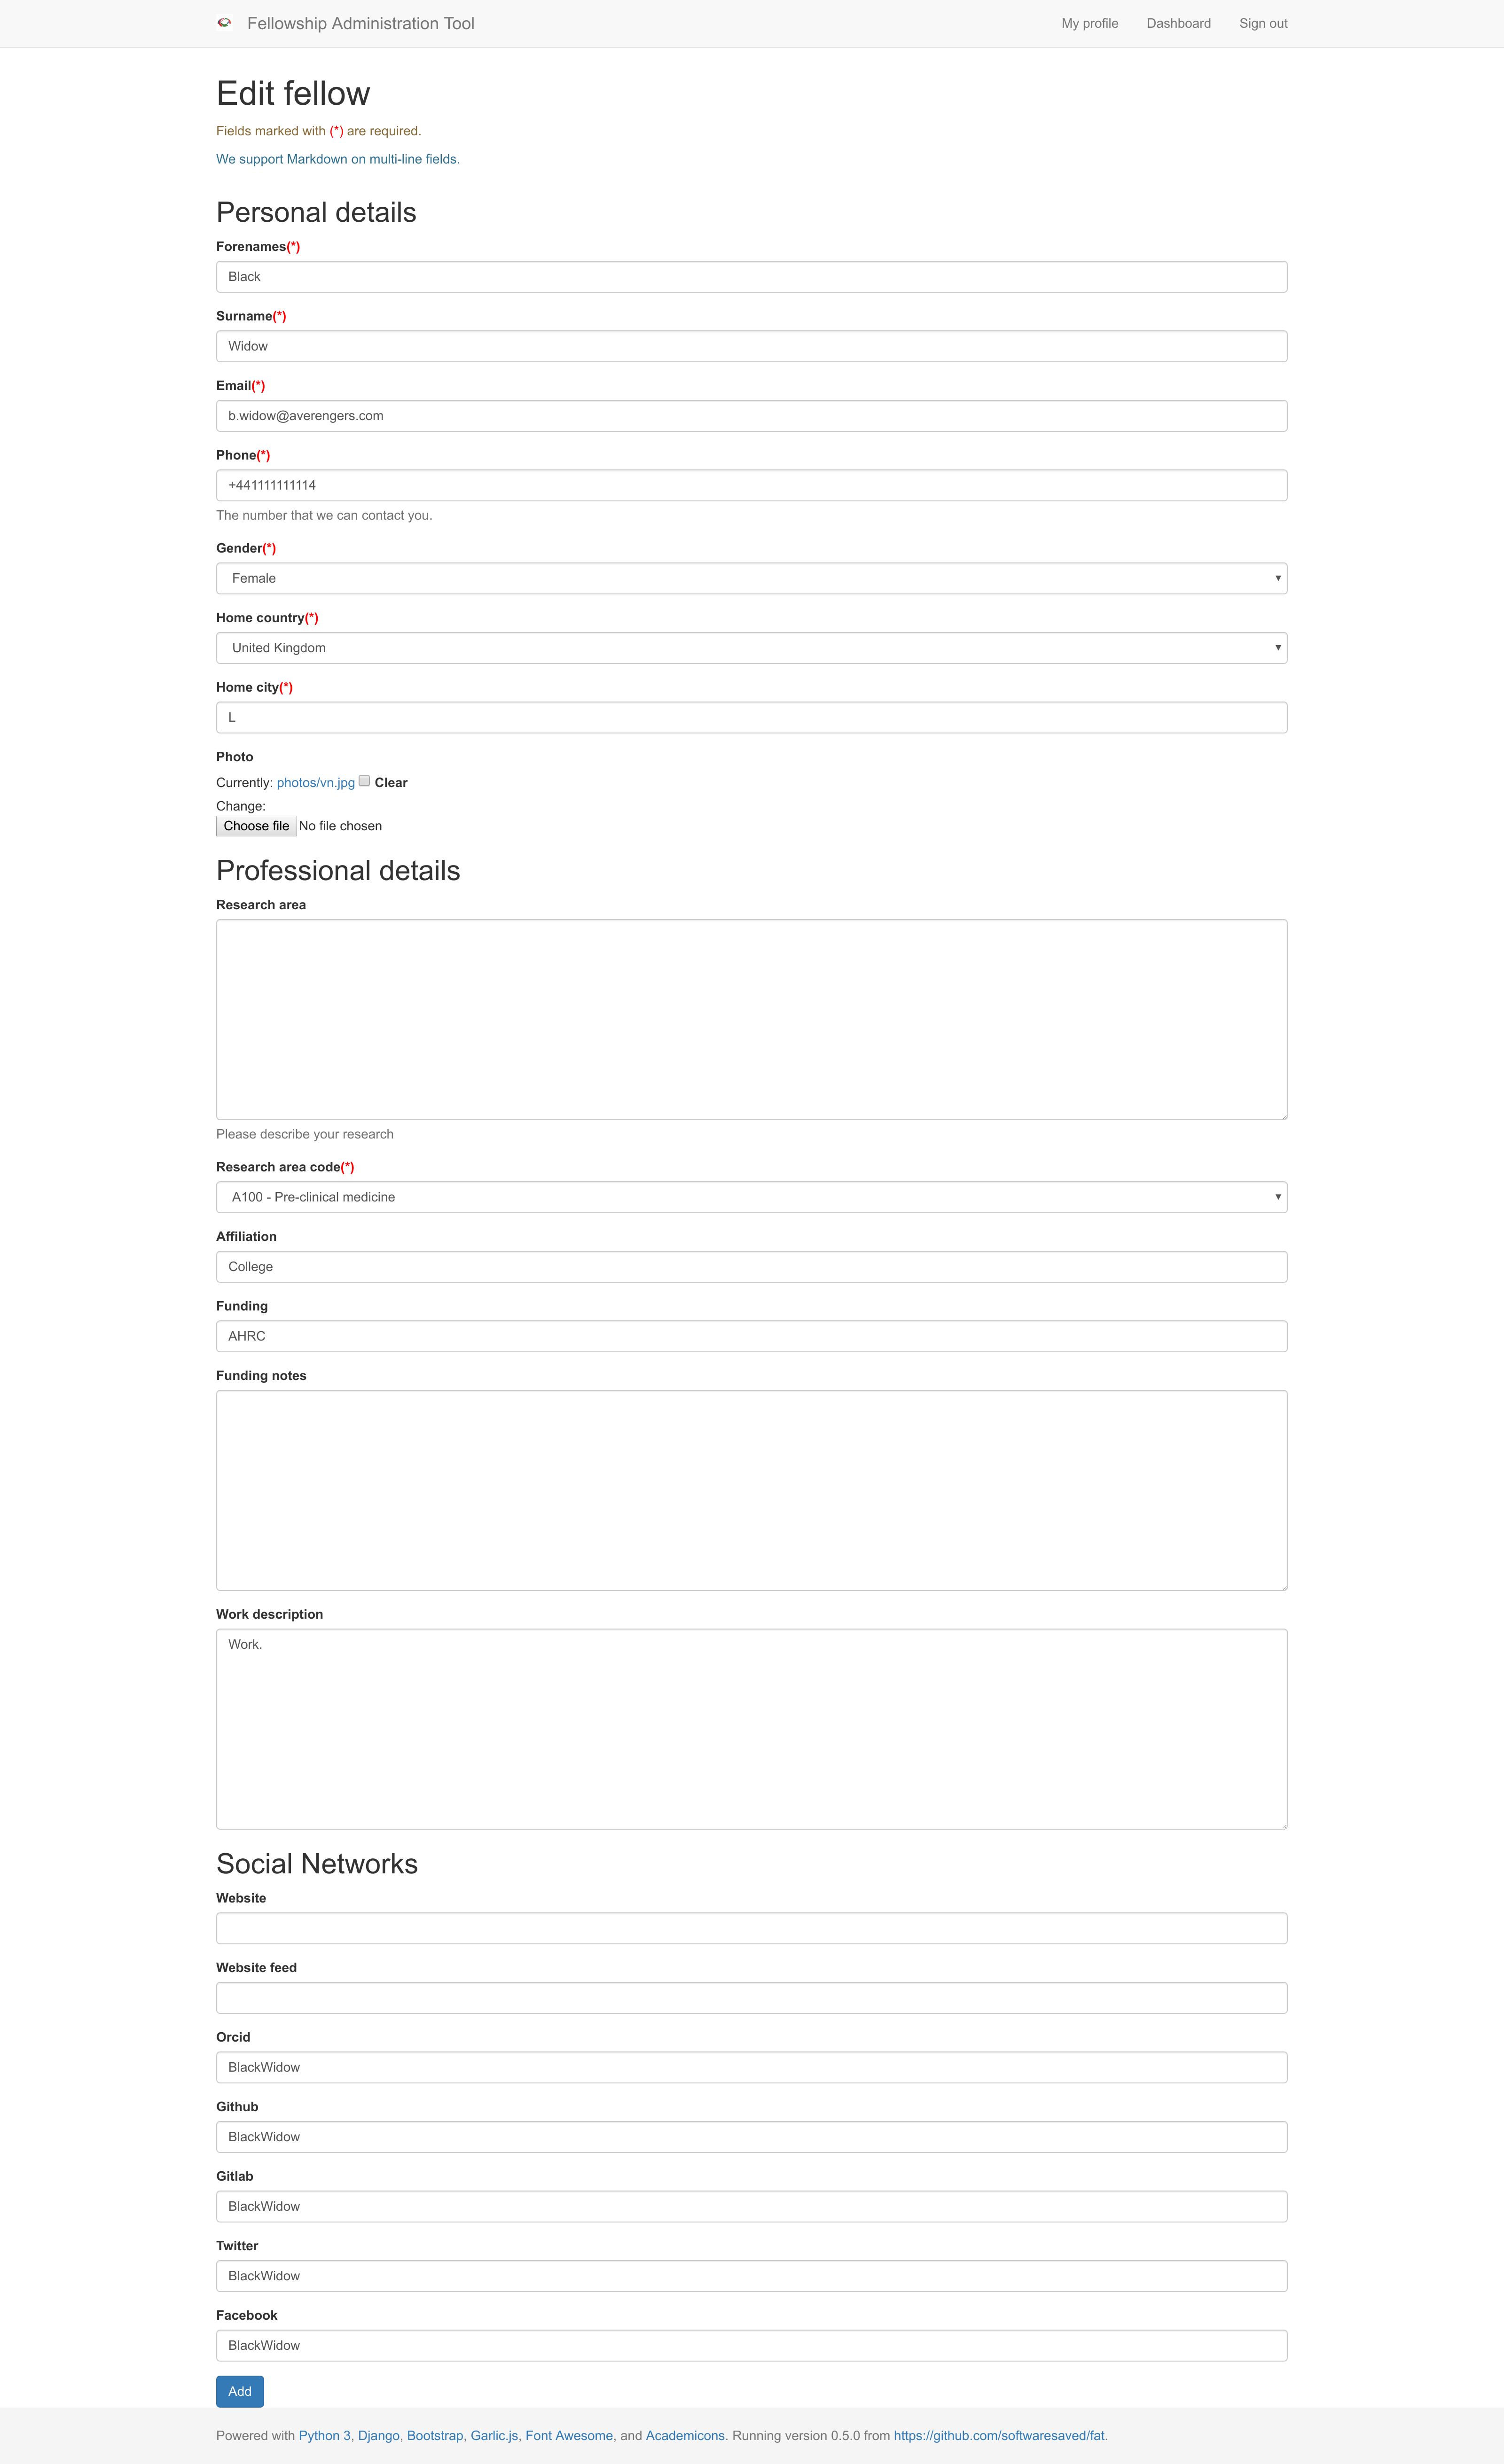 Fellowship Administration Tool My profile Dashboard Sign out
Edit fellow
Fields marked with (*) are required.
We support Markdown on multi-line fields.
Personal details
Forenames(*)
Black
Surname(*)
Widow
Email(*)
b.widow@averengers.com
Phone(*)
+441111111114
The number that we can contact you.
Gender(*)
Female
Home country(*)
United Kingdom
Home city(*)
L
Photo
Currently: photos/vn.jpg Clear
Change:
Choose file No file chosen
Professional details
Research area
Please describe your research
Research area code(*)
A100 - Pre-clinical medicine
Affiliation
College
Funding
AHRC
Funding notes
Work description
Work.
Social Networks
Website
Website feed
Orcid
BlackWidow
Github
BlackWidow
Gitlab
BlackWidow
Twitter
BlackWidow
Facebook
BlackWidow
Add
Powered with Python 3, Django, Bootstrap, Garlic.js, Font Awesome, and Academicons. Running version 0.5.0 from https://github.com/softwaresaved/fat.